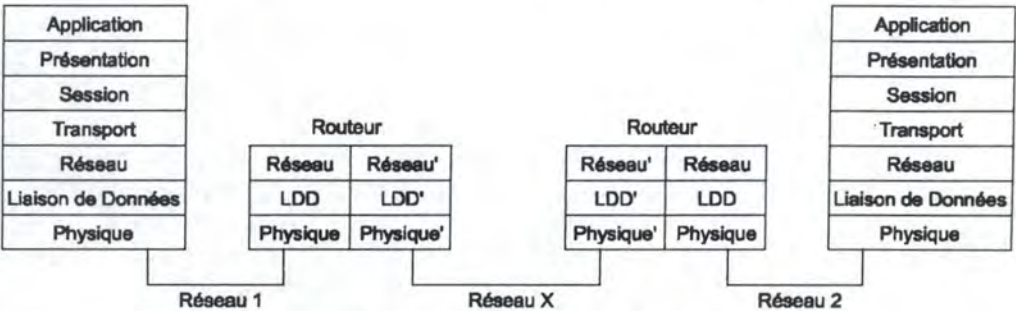 Application
Présentation
Session
Transport
Réseau
Liaison de Données
Physique
Routeur
Réseau Réseau'
LDD LDD'
Physique Physique'
Routeur
Réseau' Réseau
LDD' LDD
Physique' Physique
Application
Présentation
Session
Transport
Réseau
Liaison de Données
Physique
Réseau 1
Réseau X
Réseau 2